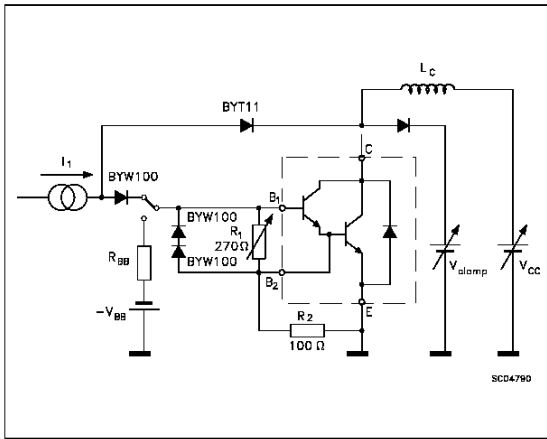 L_C
BYT11
I_1
BYW100
C
B_1
BYW100
R_1
270Ω
R_BB
BYW100
B_2
V_clamp
V_CC
E
-V_BB
R_2
100 Ω
SC04790